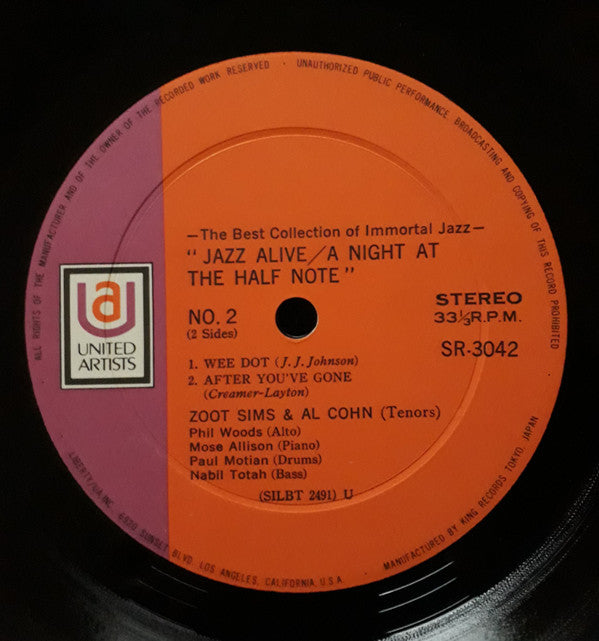 ALL RIGHTS OF THE MANUFACTURER AND OF THE OWNER OF THE RECORDED WORK RESERVED · UNAUTHORIZED PUBLIC PERFORMANCE, BROADCASTING AND COPYING OF THIS RECORD PROHIBITED
—The Best Collection of Immortal Jazz—
"JAZZ ALIVE/A NIGHT AT
THE HALF NOTE"
UA
UNITED
ARTISTS
NO. 2
(2 Sides)
STEREO
33⅓R.P.M.
SR-3042
1. WEE DOT (J.J. Johnson)
2. AFTER YOU'VE GONE
(Creamer-Layton)
ZOOT SIMS & AL COHN (Tenors)
Phil Woods (Alto)
Mose Allison (Piano)
Paul Motian (Drums)
Nabil Totah (Bass)
(SILBT 2491) U
LIBERTY/UA, INC. 6920 SUNSET BLVD. LOS ANGELES, CALIFORNIA, U.S.A. · MANUFACTURED BY KING RECORDS TOKYO, JAPAN